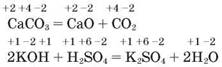 +2 +4 –2 +2 –2 +4 –2
CaCO₃ = CaO + CO₂
+1 –2 +1 +1 +6 –2 +1 +6 –2 +1 –2
2KOH + H₂SO₄ = K₂SO₄ + 2H₂O